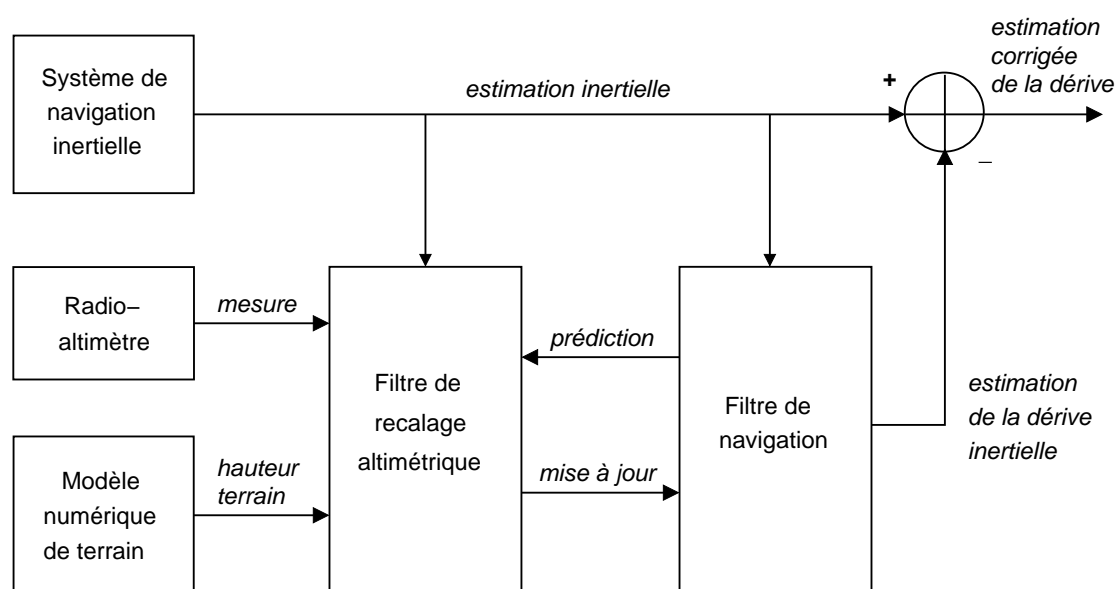 Système de
navigation
inertielle
estimation inertielle
+
−
estimation
corrigée
de la dérive
Radio−
altimètre
mesure
Modèle
numérique
de terrain
hauteur
terrain
Filtre de
recalage
altimétrique
prédiction
mise à jour
Filtre de
navigation
estimation
de la dérive
inertielle